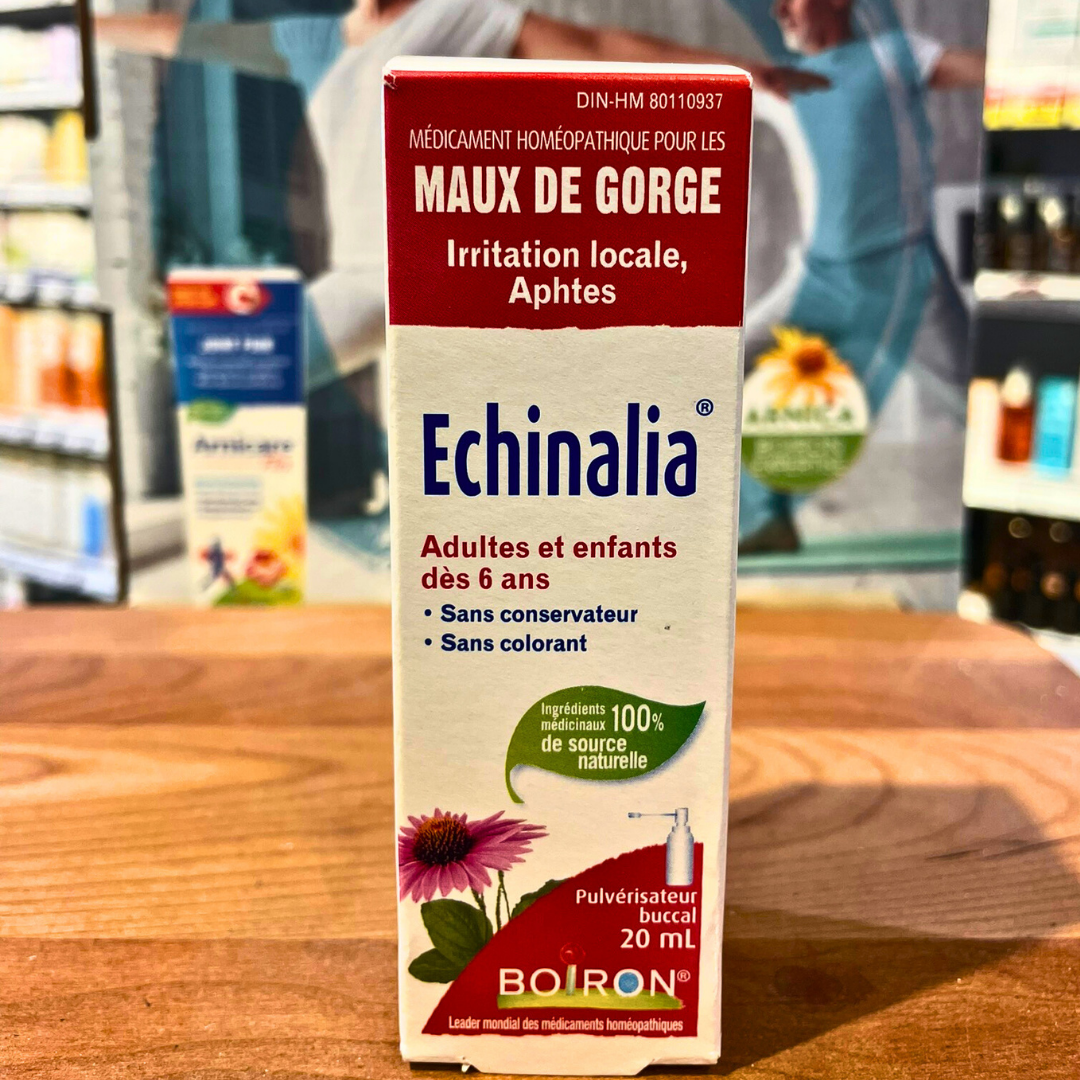 DIN-HM 80110937
MÉDICAMENT HOMÉOPATHIQUE POUR LES
MAUX DE GORGE
Irritation locale,
Aphtes
Echinalia®
Adultes et enfants
dès 6 ans
• Sans conservateur
• Sans colorant
Ingrédients
médicinaux 100%
de source
naturelle
Pulvérisateur
buccal
20 mL
BOIRON®
Leader mondial des médicaments homéopathiques
Arnicare
ARNICA